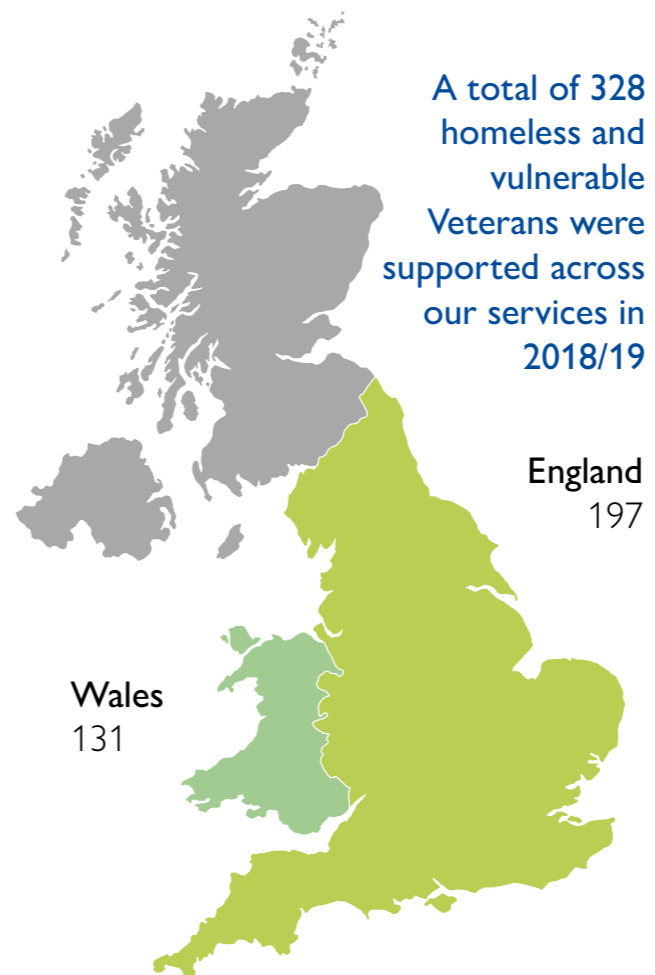 A total of 328
homeless and
vulnerable
Veterans were
supported across
our services in
2018/19
England
197
Wales
131